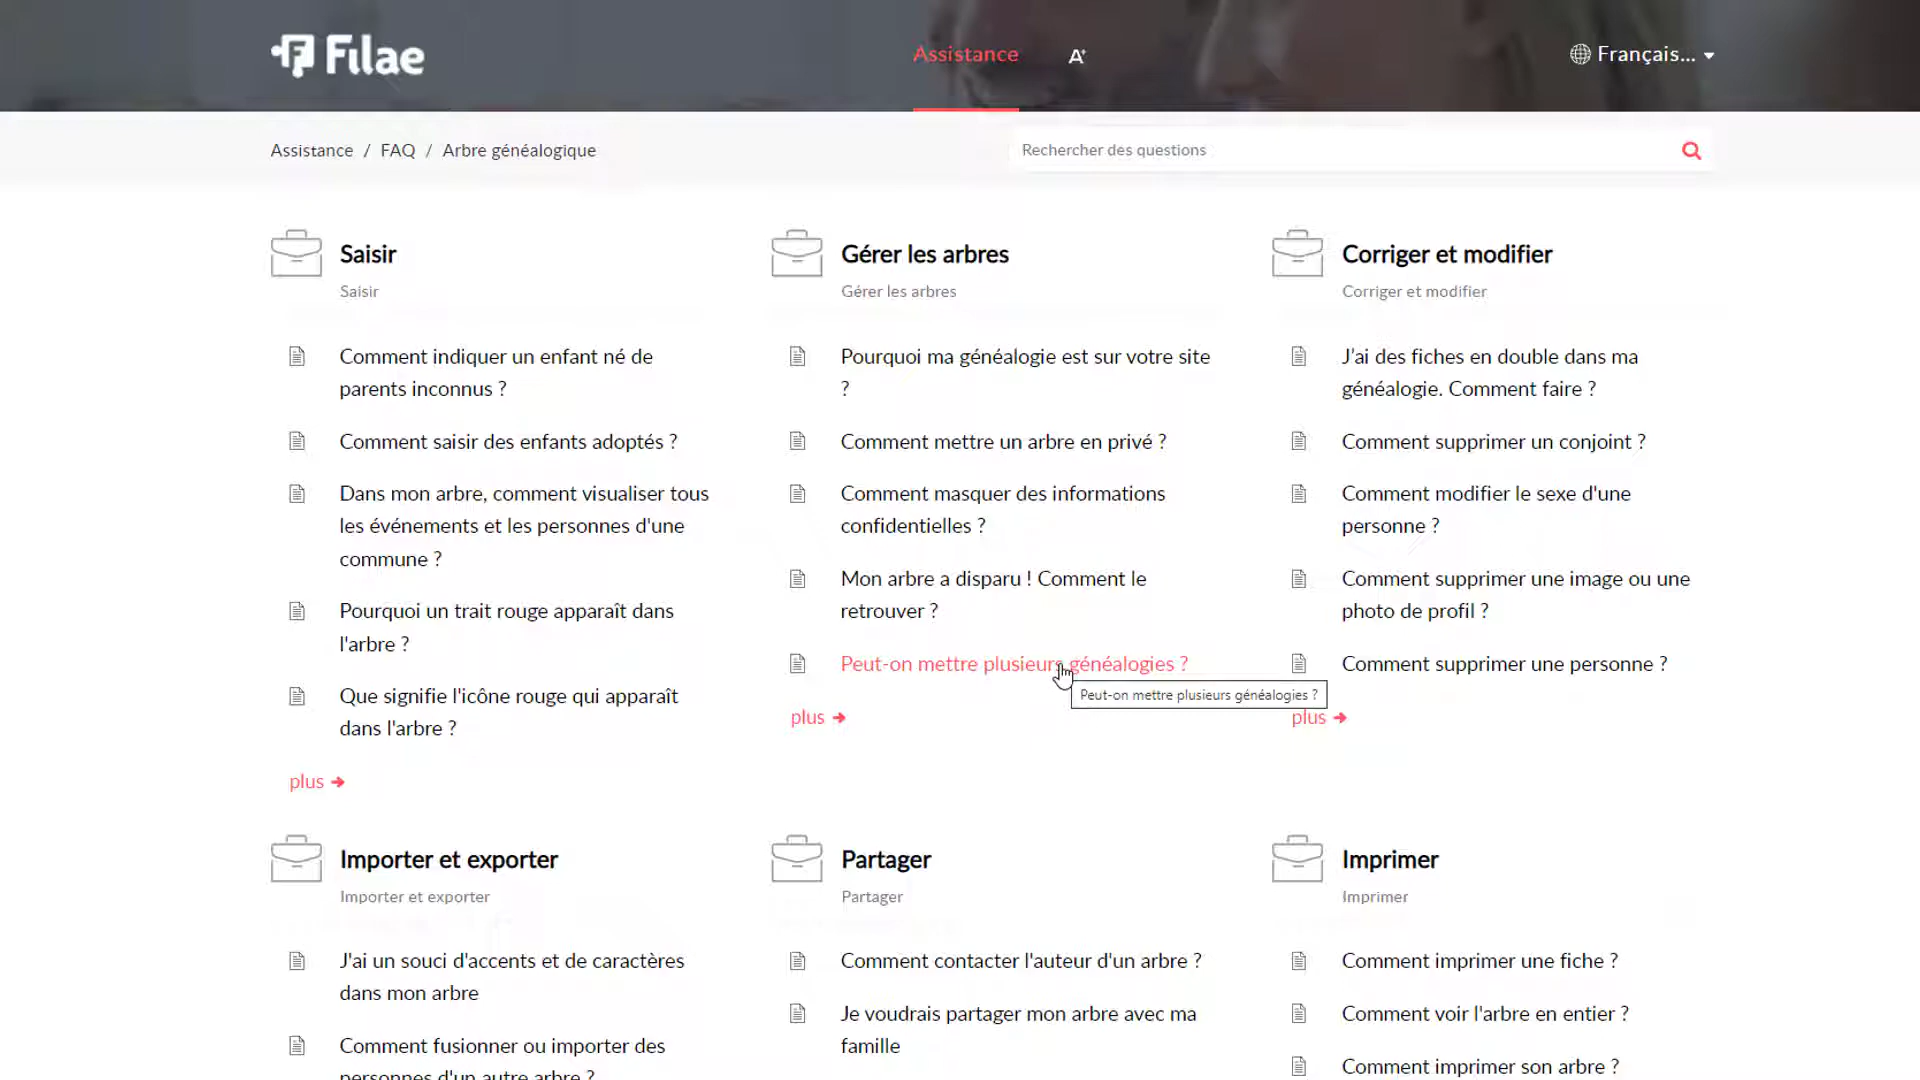 Filae
Assistance
A+
Français...
Assistance / FAQ / Arbre généalogique
Rechercher des questions
Saisir
Saisir
Comment indiquer un enfant né de
parents inconnus ?
Comment saisir des enfants adoptés ?
Dans mon arbre, comment visualiser tous
les événements et les personnes d'une
commune ?
Pourquoi un trait rouge apparaît dans
l'arbre ?
Que signifie l'icône rouge qui apparaît
dans l'arbre ?
plus
Gérer les arbres
Gérer les arbres
Pourquoi ma généalogie est sur votre site
?
Comment mettre un arbre en privé ?
Comment masquer des informations
confidentielles ?
Mon arbre a disparu ! Comment le
retrouver ?
Peut-on mettre plusieurs généalogies ?
Peut-on mettre plusieurs généalogies ?
plus
Corriger et modifier
Corriger et modifier
J'ai des fiches en double dans ma
généalogie. Comment faire ?
Comment supprimer un conjoint ?
Comment modifier le sexe d'une
personne ?
Comment supprimer une image ou une
photo de profil ?
Comment supprimer une personne ?
plus
Importer et exporter
Importer et exporter
J'ai un souci d'accents et de caractères
dans mon arbre
Comment fusionner ou importer des
personnes d'un autre arbre ?
Partager
Partager
Comment contacter l'auteur d'un arbre ?
Je voudrais partager mon arbre avec ma
famille
Imprimer
Imprimer
Comment imprimer une fiche ?
Comment voir l'arbre en entier ?
Comment imprimer son arbre ?